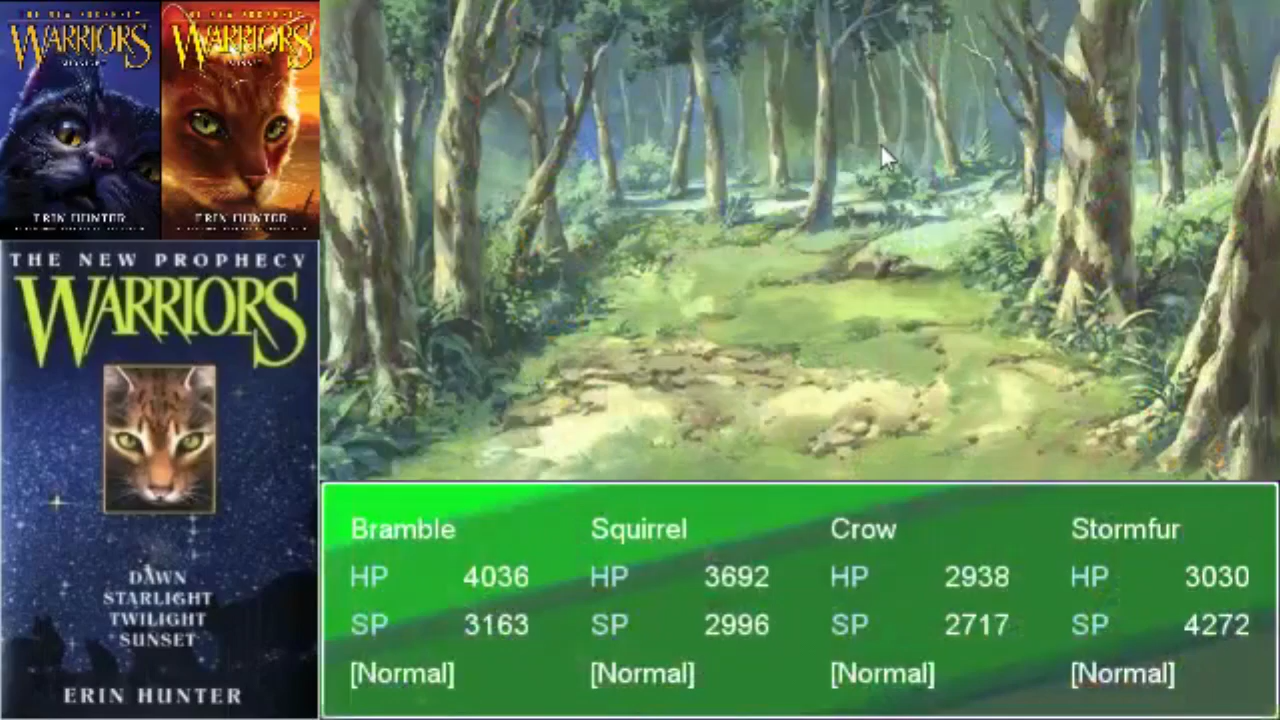 WARRIORS
ERIN HUNTER
WARRIORS
ERIN HUNTER
THE NEW PROPHECY
WARRIORS
DAWN
STARLIGHT
TWILIGHT
SUNSET
ERIN HUNTER
Bramble Squirrel Crow Stormfur
HP 4036 HP 3692 HP 2938 HP 3030
SP 3163 SP 2996 SP 2717 SP 4272
[Normal] [Normal] [Normal] [Normal]